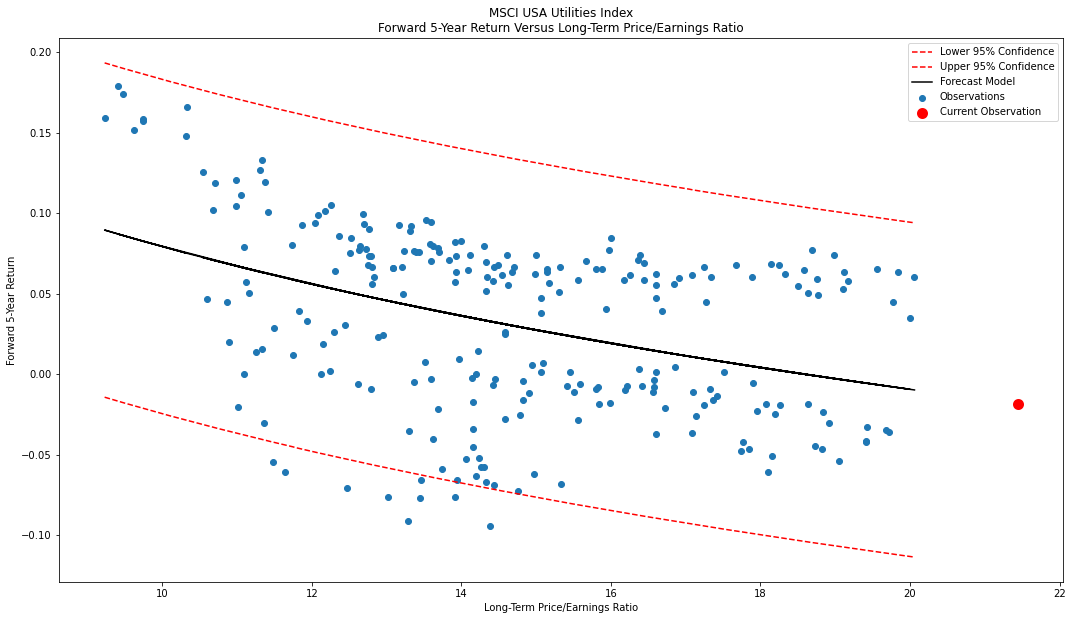 MSCI USA Utilities Index
Forward 5-Year Return Versus Long-Term Price/Earnings Ratio
Lower 95% Confidence
Upper 95% Confidence
Forecast Model
Observations
Current Observation
Forward 5-Year Return
0.20
0.15
0.10
0.05
0.00
−0.05
−0.10
10
12
14
16
18
20
22
Long-Term Price/Earnings Ratio